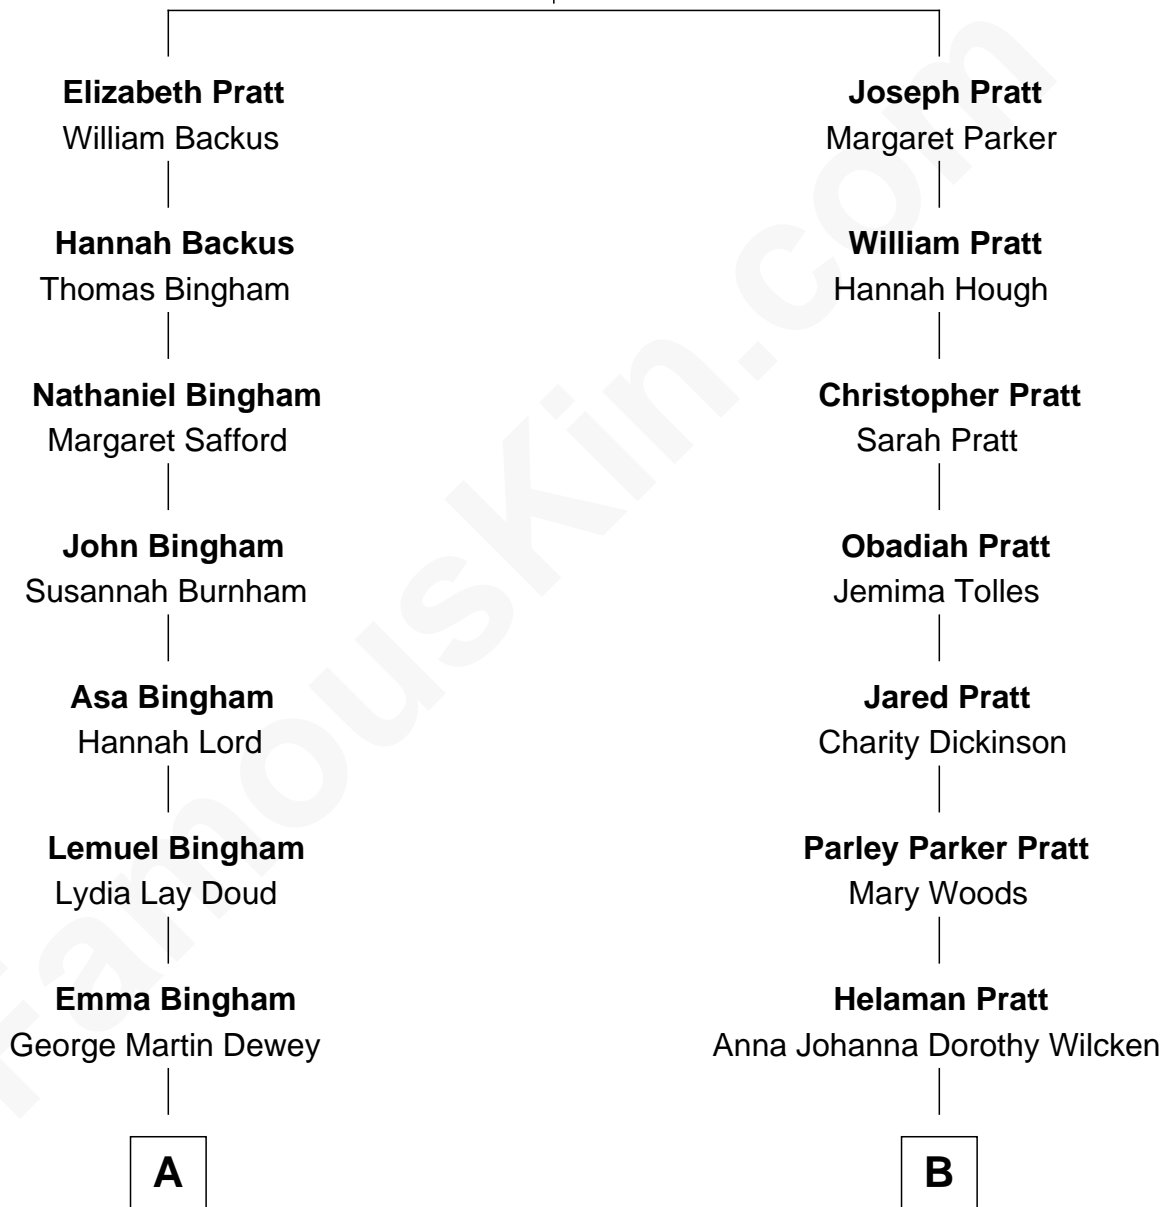 Elizabeth Pratt
William Backus
Hannah Backus
Thomas Bingham
Nathaniel Bingham
Margaret Safford
John Bingham
Susannah Burnham
Asa Bingham
Hannah Lord
Lemuel Bingham
Lydia Lay Doud
Emma Bingham
George Martin Dewey
A
Joseph Pratt
Margaret Parker
William Pratt
Hannah Hough
Christopher Pratt
Sarah Pratt
Obadiah Pratt
Jemima Tolles
Jared Pratt
Charity Dickinson
Parley Parker Pratt
Mary Woods
Helaman Pratt
Anna Johanna Dorothy Wilcken
B
FamousKin.com